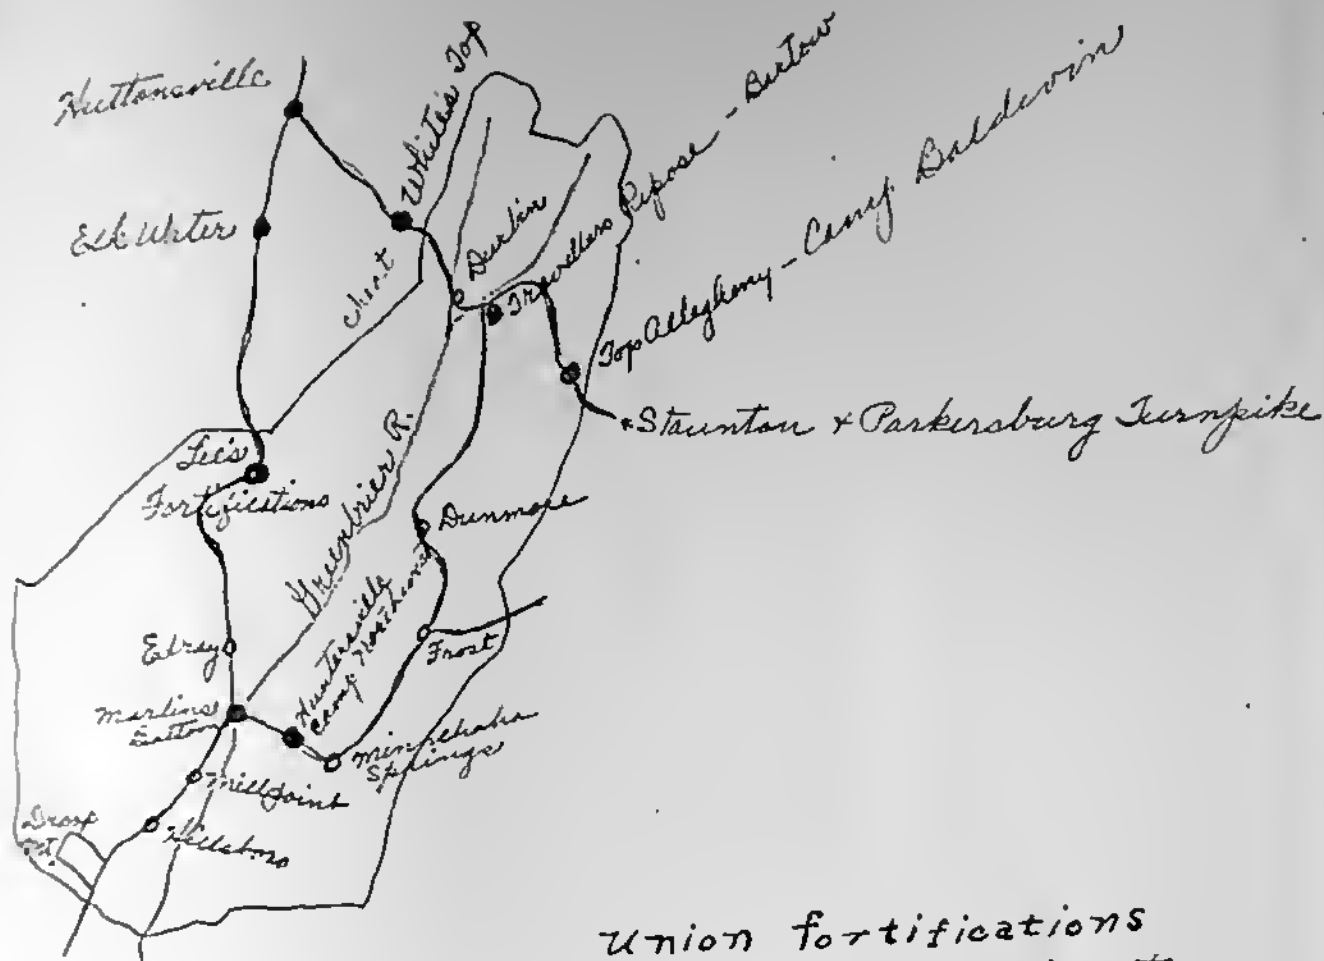 Huttonsville
White's Top
Elk Water
Cheat
Durbin
Travellers Repose - Bartow
Top Allegheny - Camp Baldwin
Staunton & Parkersburg Turnpike
Lee's
Fortifications
Greenbrier R.
Dunmore
Huntersville
Camp Northwest
Frost
Edray
Marlins
Bottom
Minnehaha
Springs
Millpoint
Hillsboro
Droop
Mt.
Union fortifications